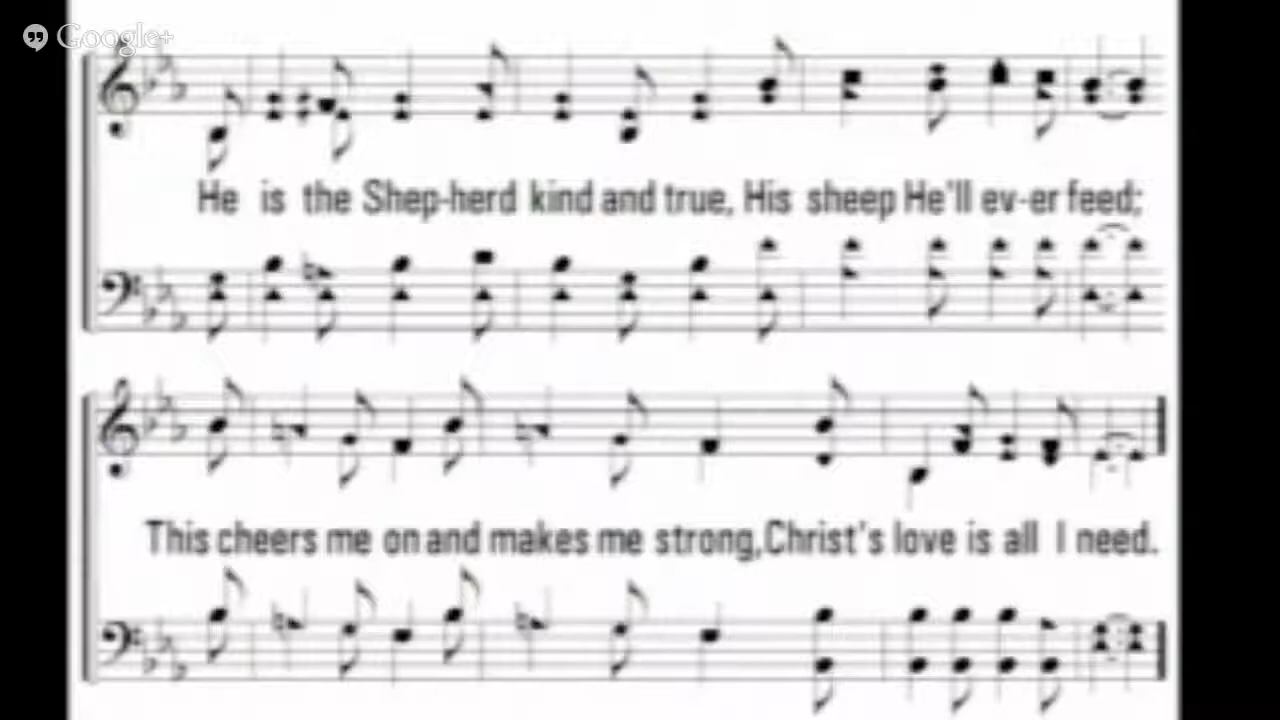 Google+
He is the Shep-herd kind and true, His sheep He'll ev-er feed;
This cheers me on and makes me strong, Christ's love is all I need.